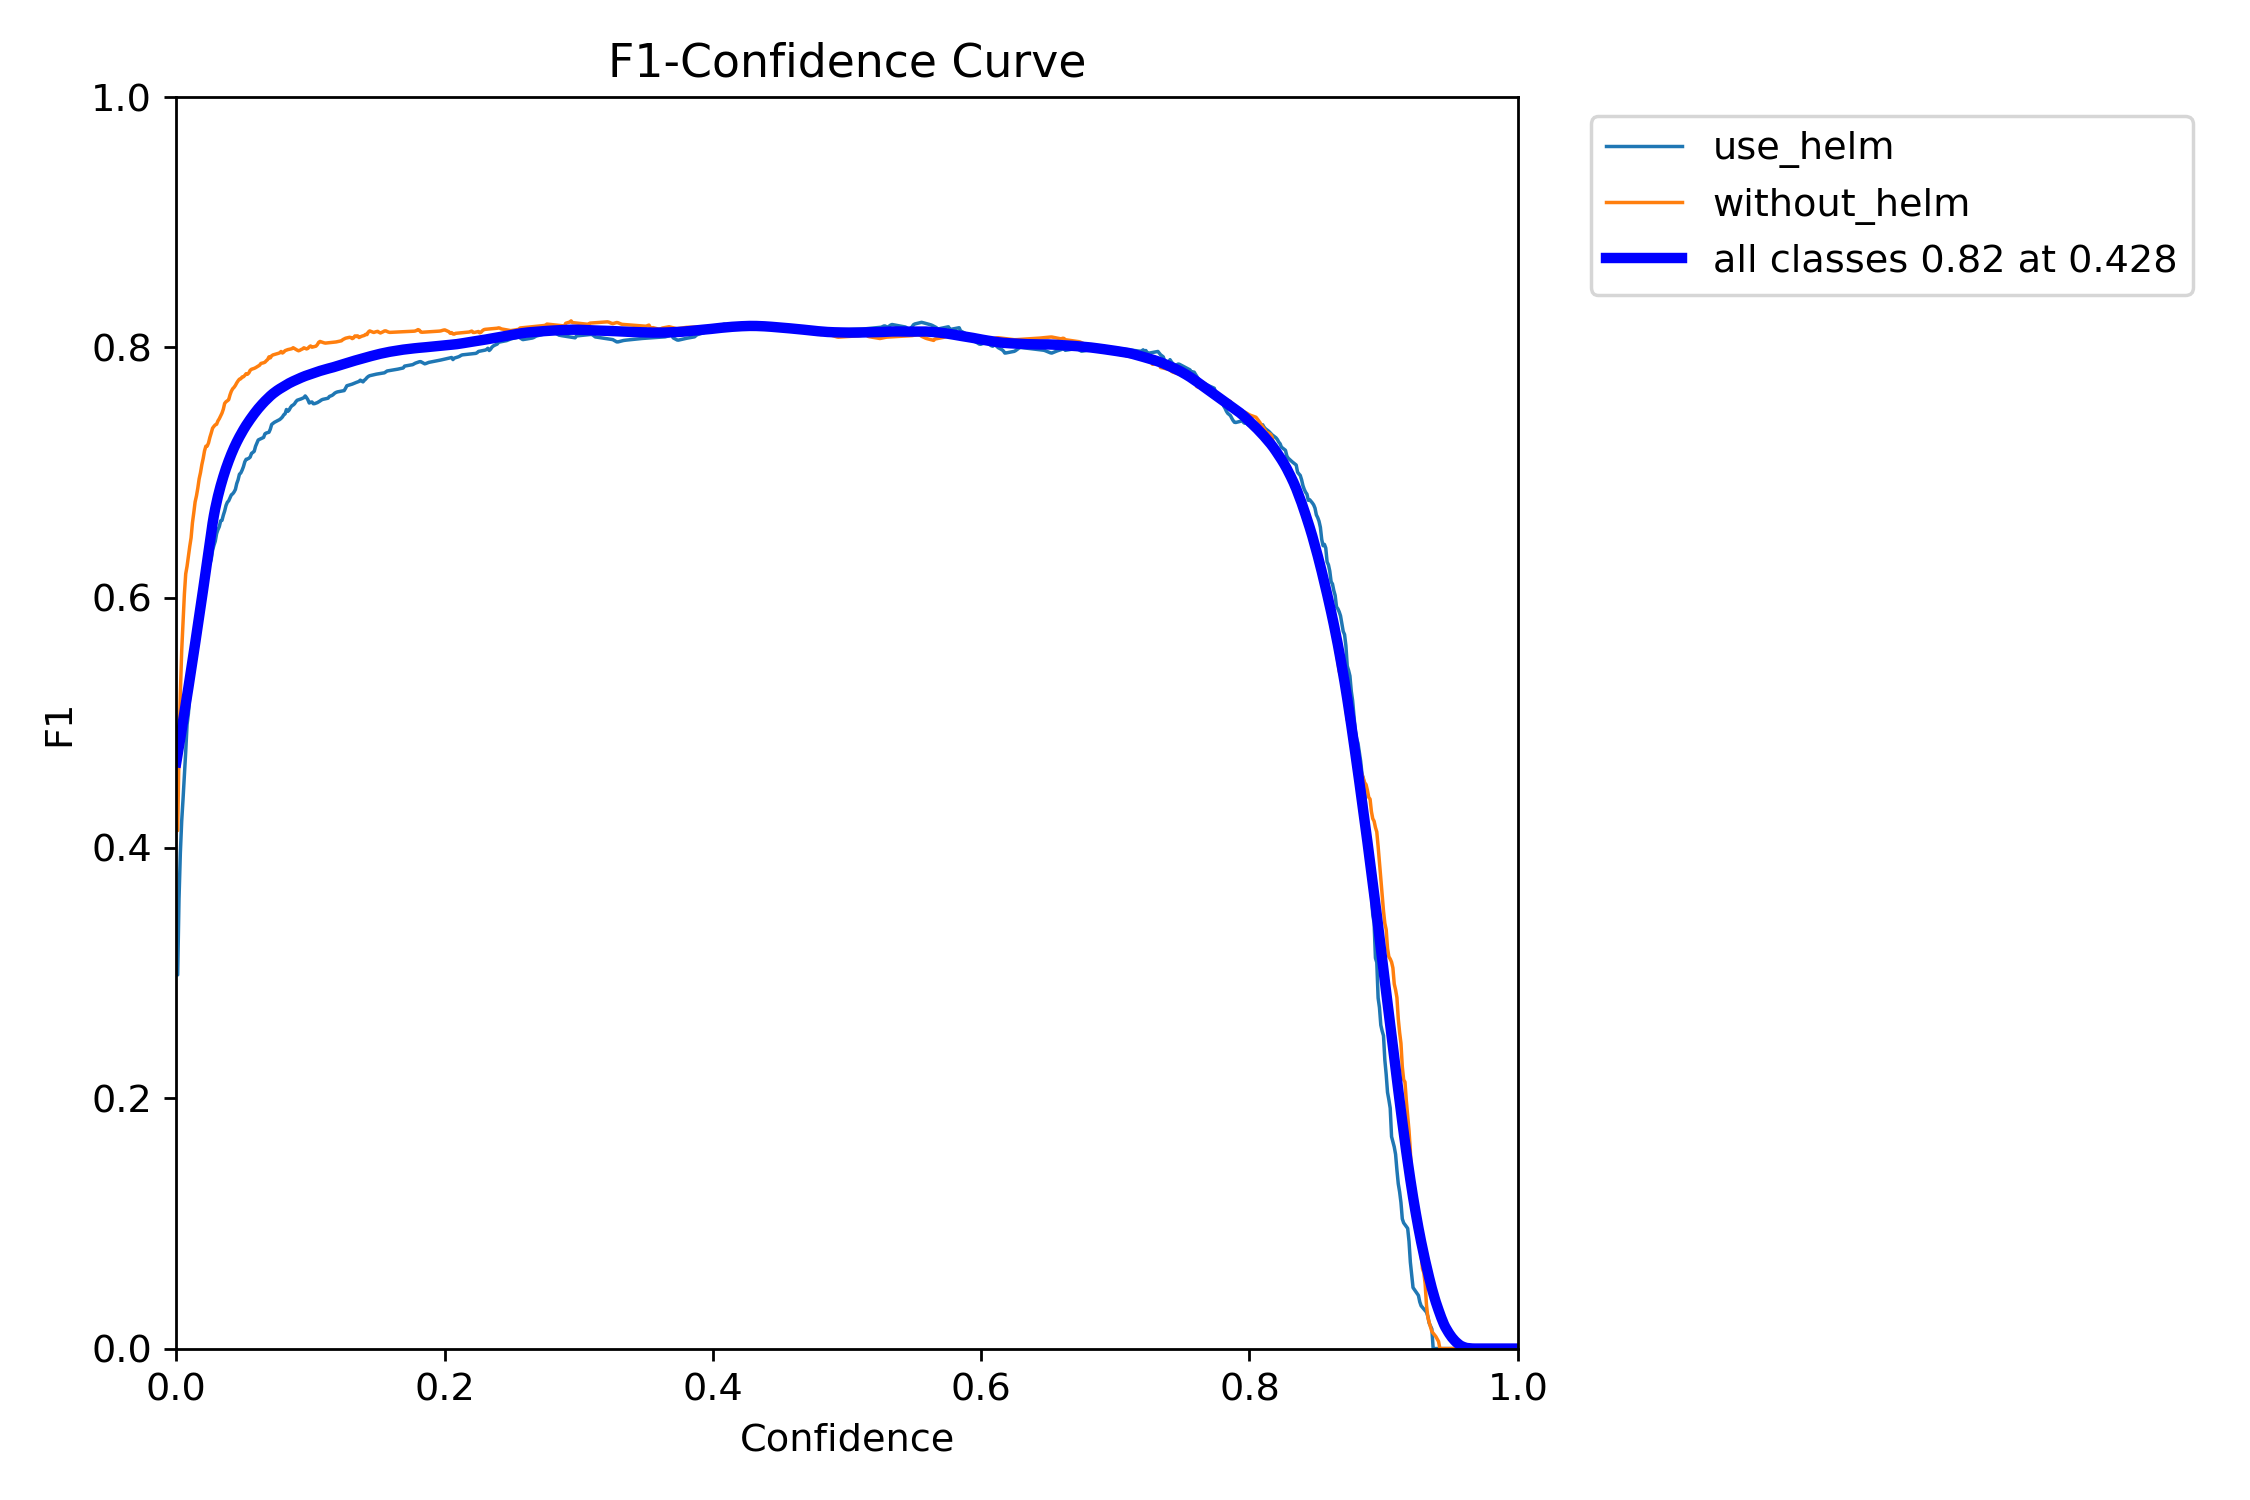 F1-Confidence Curve
1.0
0.8
0.6
0.4
0.2
0.0
F1
0.0 0.2 0.4 0.6 0.8 1.0
Confidence
use_helm
without_helm
all classes 0.82 at 0.428